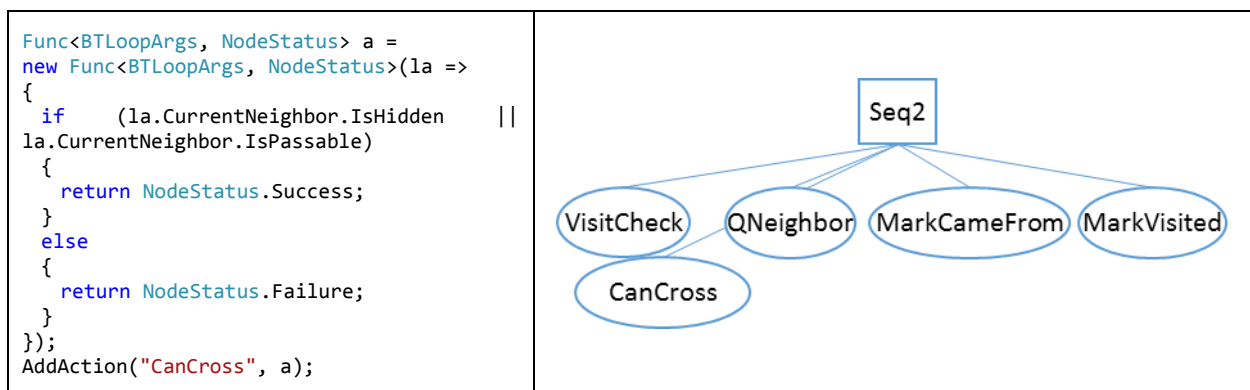 Func<BTLoopArgs, NodeStatus> a =
new Func<BTLoopArgs, NodeStatus>(la =>
{
if (la.CurrentNeighbor.IsHidden ||
la.CurrentNeighbor.IsPassable)
{
return NodeStatus.Success;
}
else
{
return NodeStatus.Failure;
}
});
AddAction("CanCross", a);
Seq2
VisitCheck QNeighbor MarkCameFrom MarkVisited
CanCross